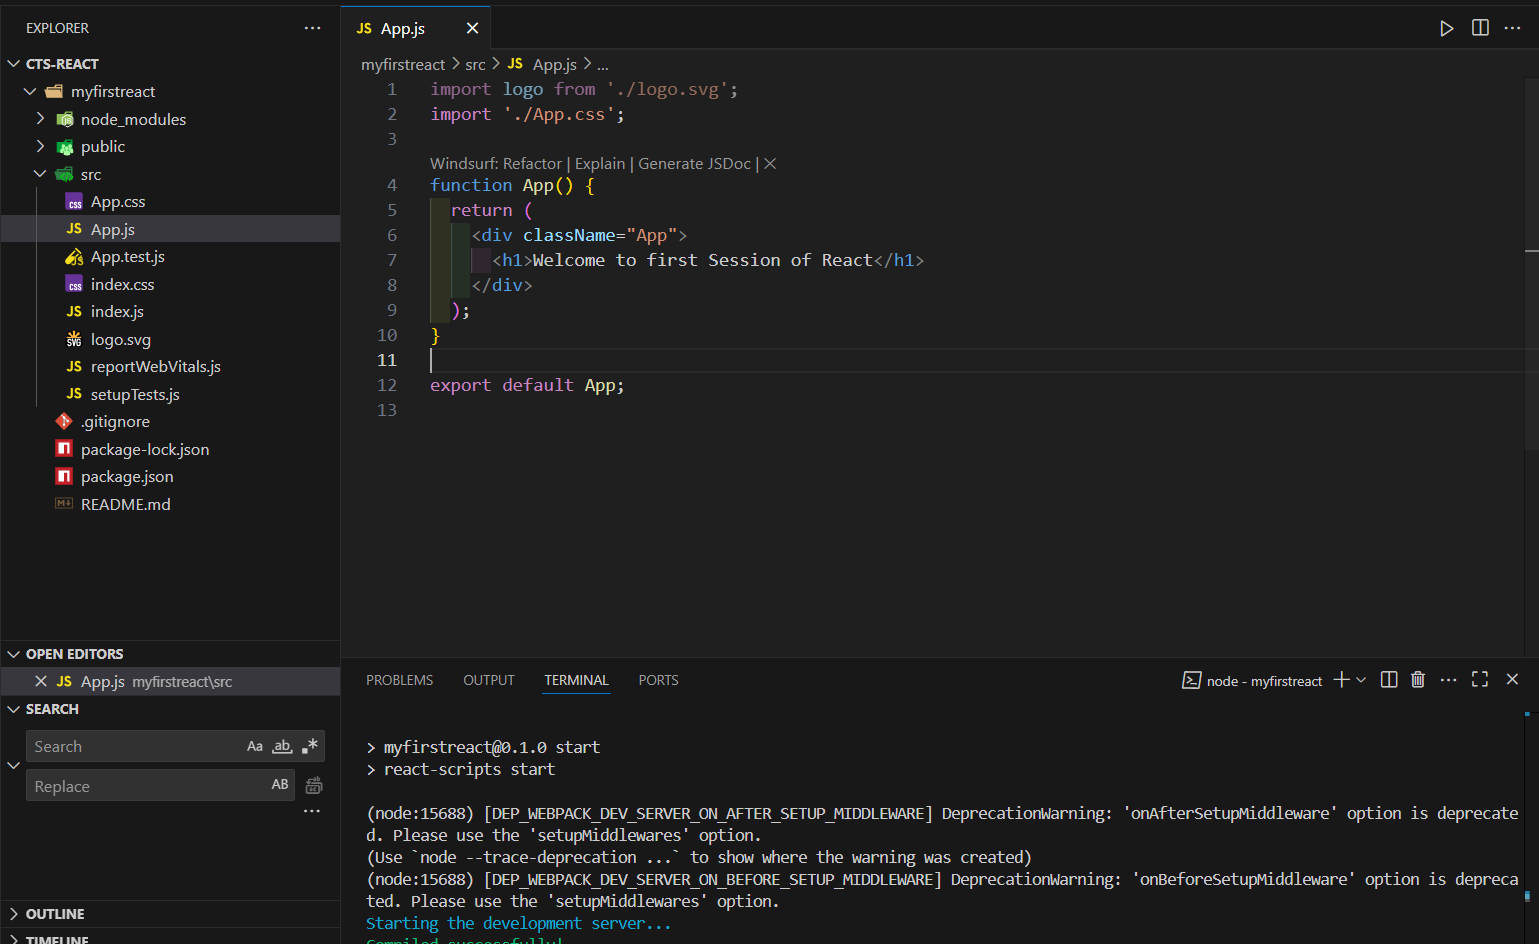 EXPLORER
CTS-REACT
myfirstreact
node_modules
public
src
App.css
App.js
App.test.js
index.css
index.js
logo.svg
reportWebVitals.js
setupTests.js
.gitignore
package-lock.json
package.json
README.md
OPEN EDITORS
App.js myfirstreact\src
SEARCH
Search
Replace
OUTLINE
TIMELINE
JS App.js
myfirstreact > src > JS App.js > ...
1 import logo from './logo.svg';
2 import './App.css';
3
Windsurf: Refactor | Explain | Generate JSDoc | X
4 function App() {
5 return (
6 <div className="App">
7 <h1>Welcome to first Session of React</h1>
8 </div>
9 );
10 }
11
12 export default App;
13
PROBLEMS OUTPUT TERMINAL PORTS
node - myfirstreact
> myfirstreact@0.1.0 start
> react-scripts start
(node:15688) [DEP_WEBPACK_DEV_SERVER_ON_AFTER_SETUP_MIDDLEWARE] DeprecationWarning: 'onAfterSetupMiddleware' option is deprecate
d. Please use the 'setupMiddlewares' option.
(Use `node --trace-deprecation ...` to show where the warning was created)
(node:15688) [DEP_WEBPACK_DEV_SERVER_ON_BEFORE_SETUP_MIDDLEWARE] DeprecationWarning: 'onBeforeSetupMiddleware' option is depreca
ted. Please use the 'setupMiddlewares' option.
Starting the development server...
Compiled successfully!